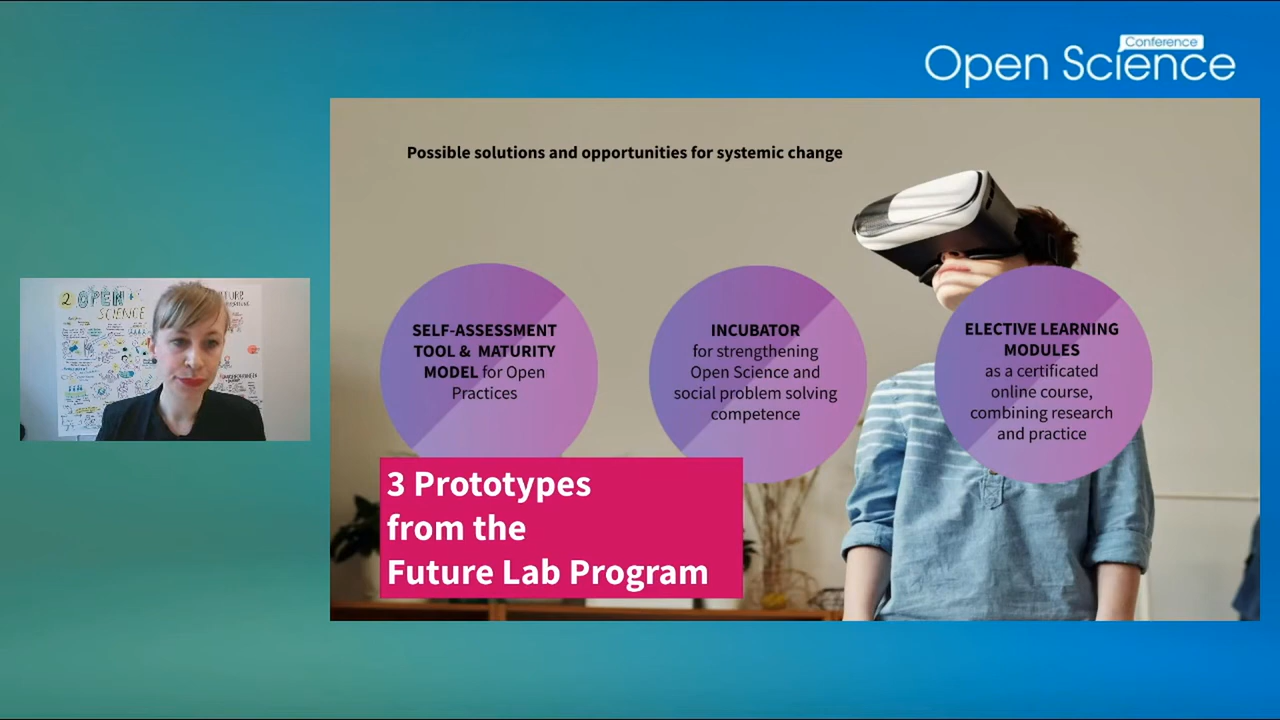 Conference
Open Science
Possible solutions and opportunities for systemic change
SELF-ASSESSMENT
TOOL & MATURITY
MODEL for Open
Practices
INCUBATOR
for strengthening
Open Science and
social problem solving
competence
ELECTIVE LEARNING
MODULES
as a certificated
online course,
combining research
and practice
3 Prototypes
from the
Future Lab Program
2 OPEN
SCIENCE